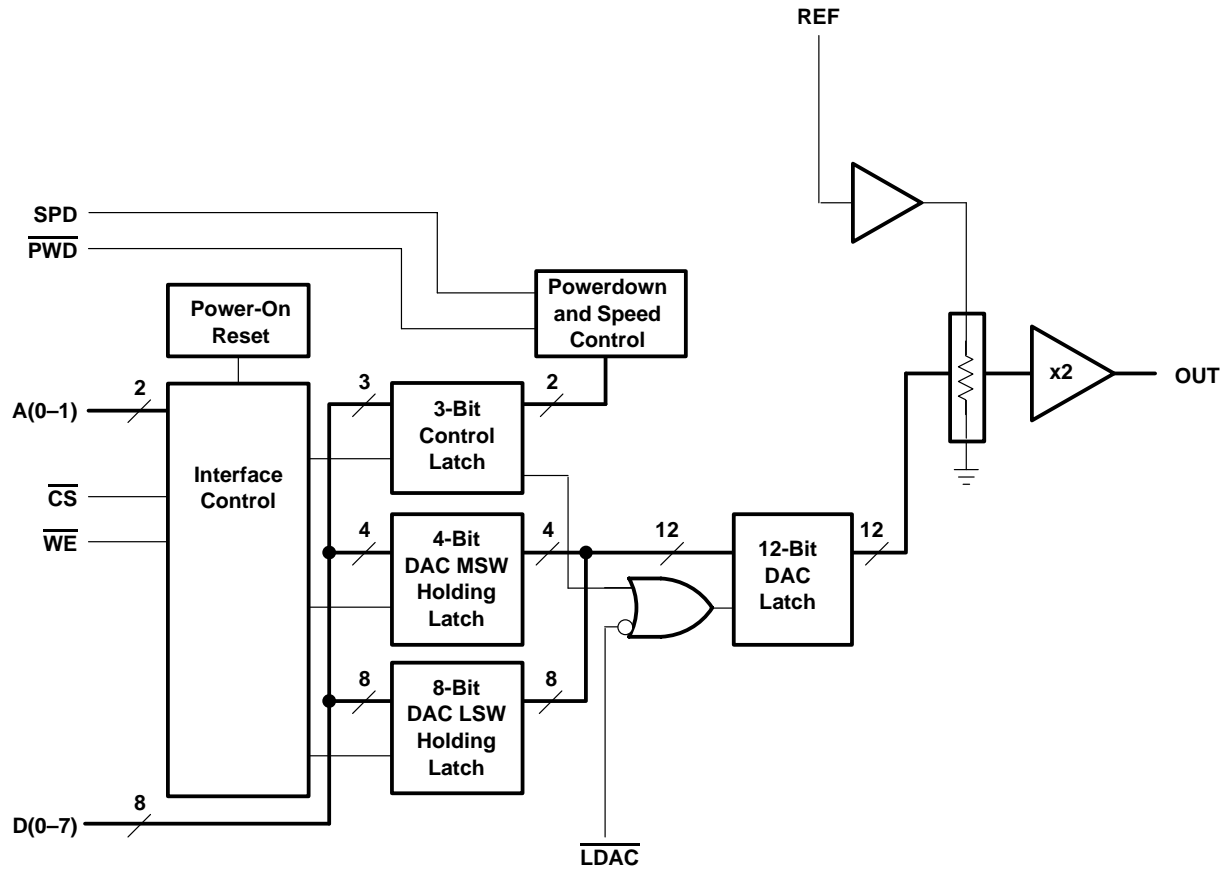 REF
SPD
PWD
Powerdown
and Speed
Control
Power-On
Reset
x2
OUT
2
3
2
A(0–1)
3-Bit
Control
Latch
Interface
Control
CS
WE
4
4-Bit
DAC MSW
Holding
Latch
4
12
12-Bit
DAC
Latch
12
8
8-Bit
DAC LSW
Holding
Latch
8
8
D(0–7)
LDAC